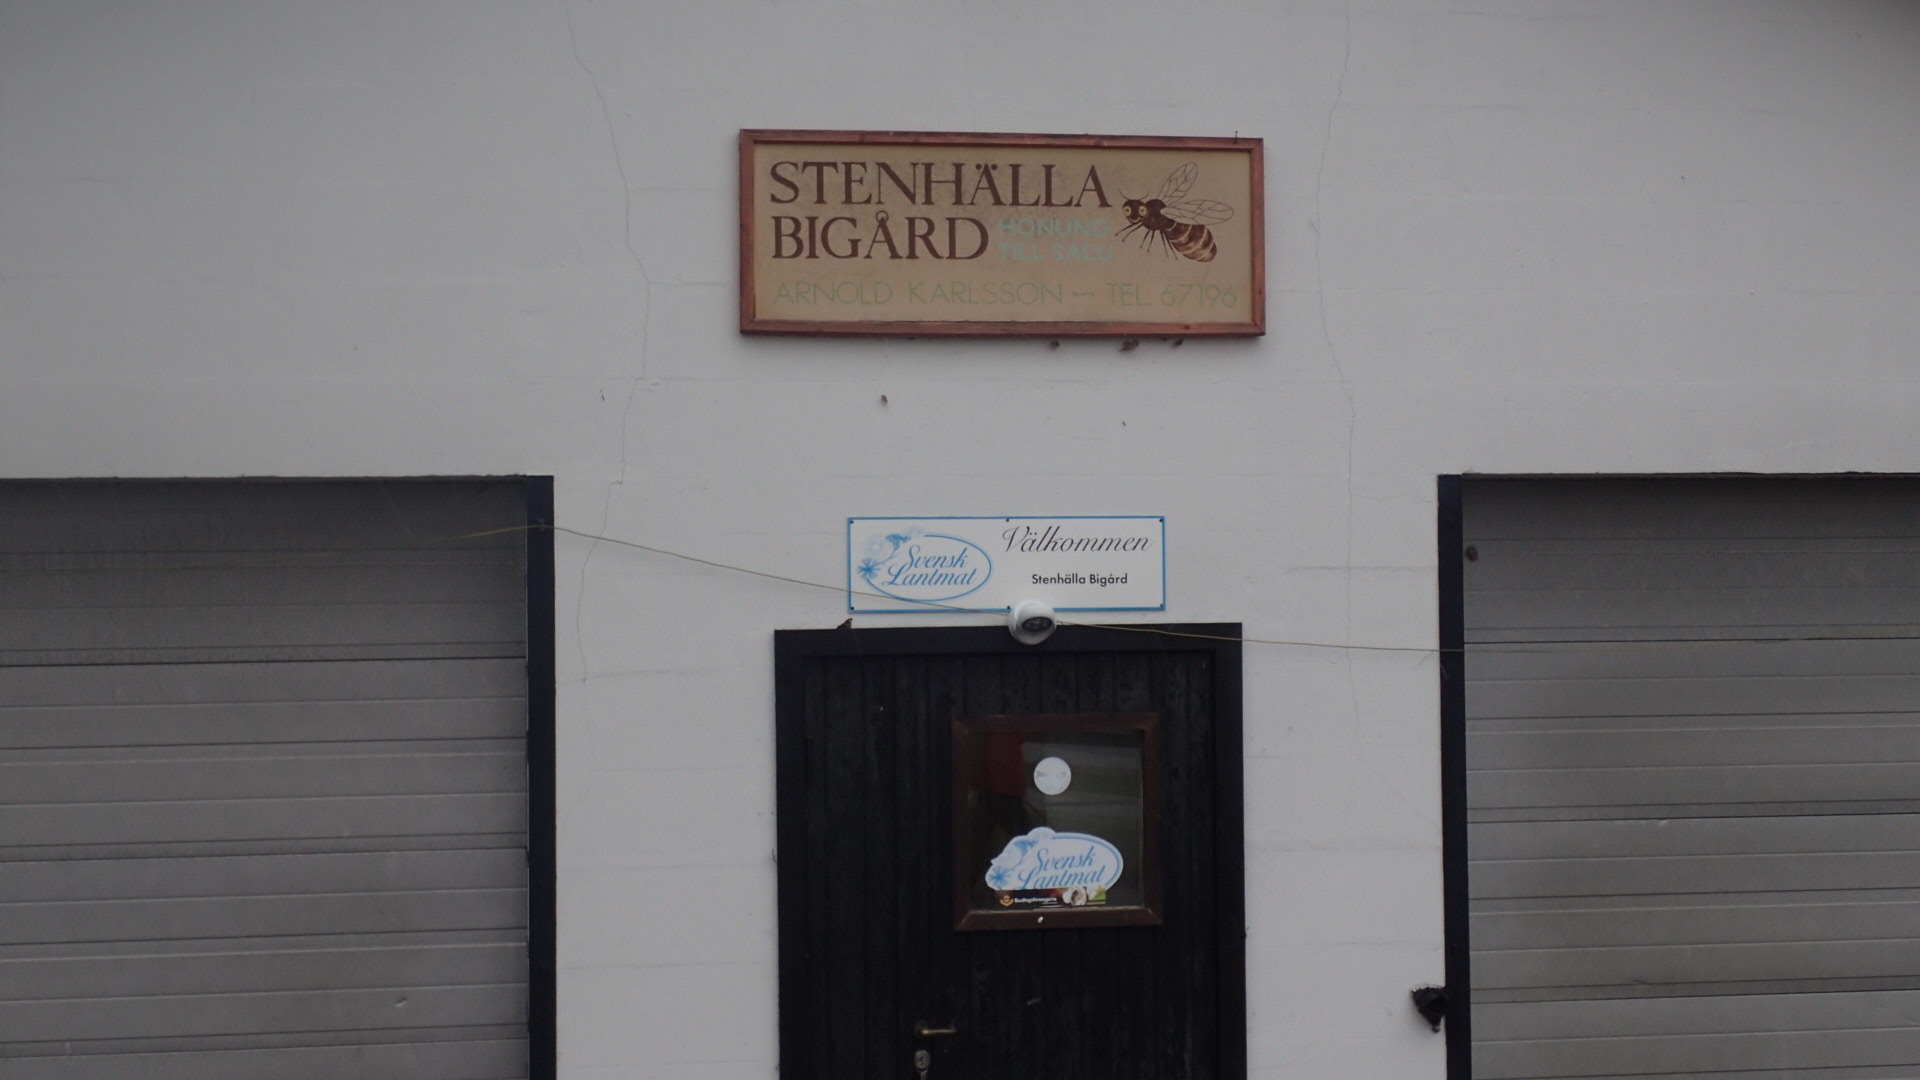 STENHÄLLA
BIGÅRD HONUNG
TILL SALU
ARNOLD KARLSSON – TEL. 67196
Svensk
Lantmat
Välkommen
Stenhälla Bigård
Svensk
Lantmat